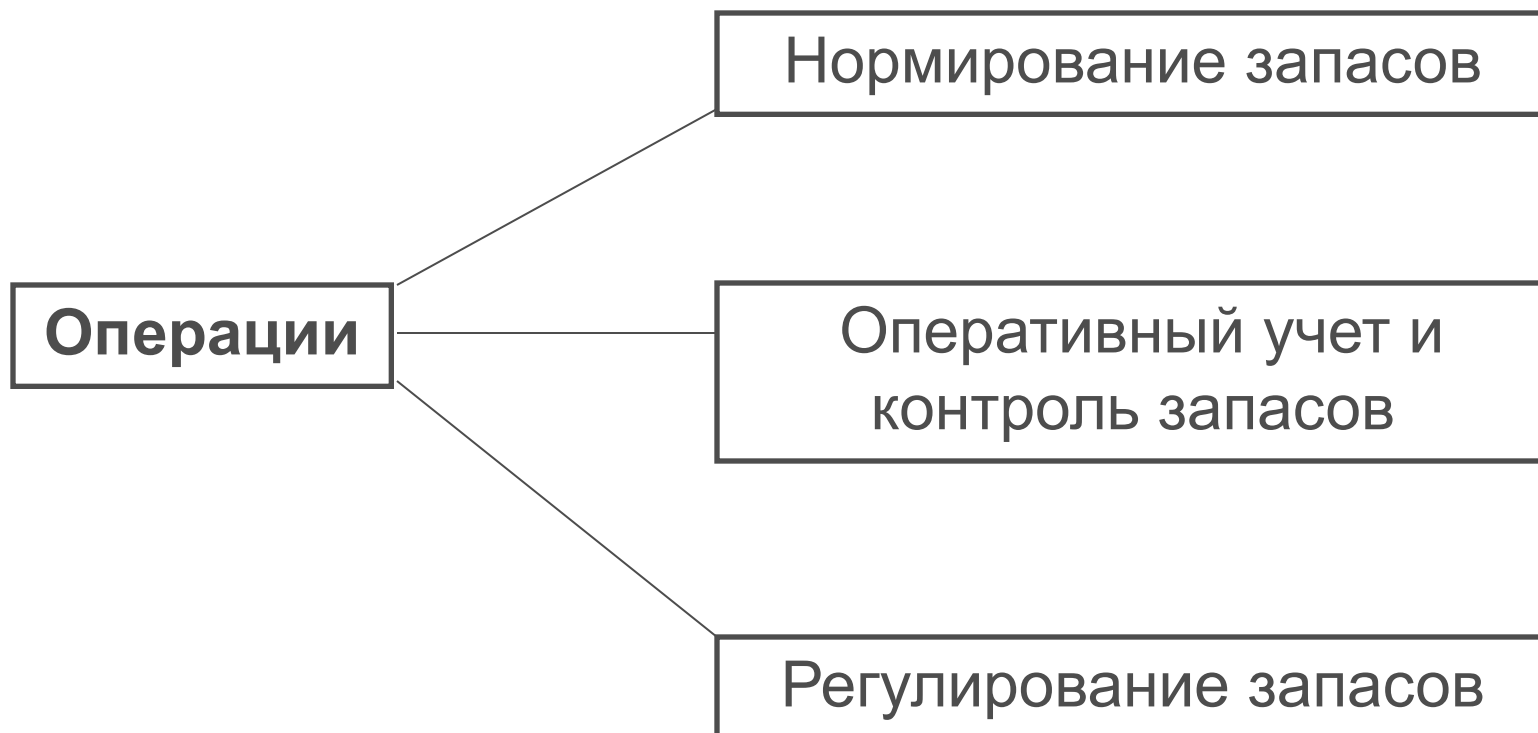 Нормирование запасов
Операции
Оперативный учет и
контроль запасов
Регулирование запасов